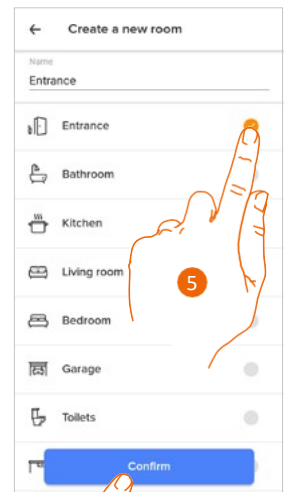 ← Create a new room
Name
Entrance
Entrance
Bathroom
Kitchen
Living room
5
Bedroom
Garage
Toilets
Confirm